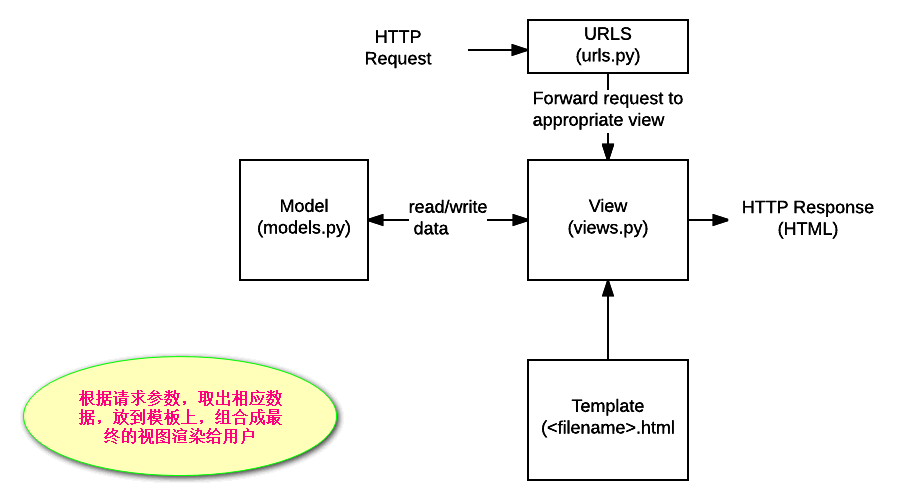 HTTP
Request
URLS
(urls.py)
Forward request to
appropriate view
Model
(models.py)
read/write
data
View
(views.py)
HTTP Response
(HTML)
Template
(<filename>.html
根据请求参数，取出相应数
据，放到模板上，组合成最
终的视图渲染给用户